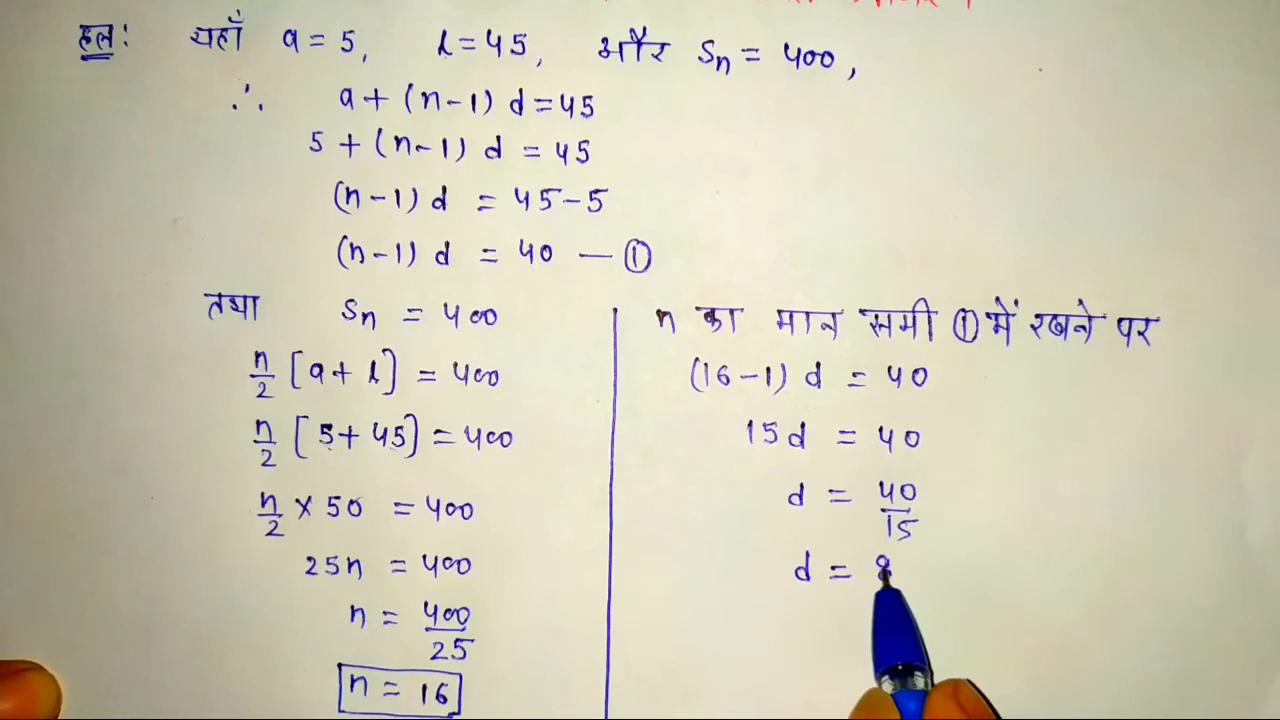 हल: यहाँ a = 5, l = 45, और Sn = 400,
∴ a + (n-1) d = 45
5 + (n-1) d = 45
(n-1) d = 45-5
(n-1) d = 40 — ①
तथा Sn = 400
n/2 [a + l] = 400
n/2 [5 + 45] = 400
n/2 × 50 = 400
25n = 400
n = 400/25
n = 16
n का मान समी ① में रखने पर
(16-1) d = 40
15d = 40
d = 40/15
d = 8